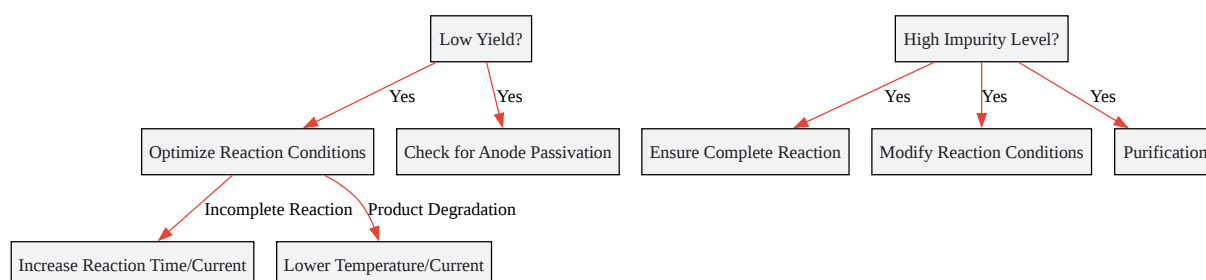 Low Yield?
High Impurity Level?
Yes
Yes
Yes
Yes
Yes
Optimize Reaction Conditions
Check for Anode Passivation
Ensure Complete Reaction
Modify Reaction Conditions
Purification
Incomplete Reaction
Product Degradation
Increase Reaction Time/Current
Lower Temperature/Current